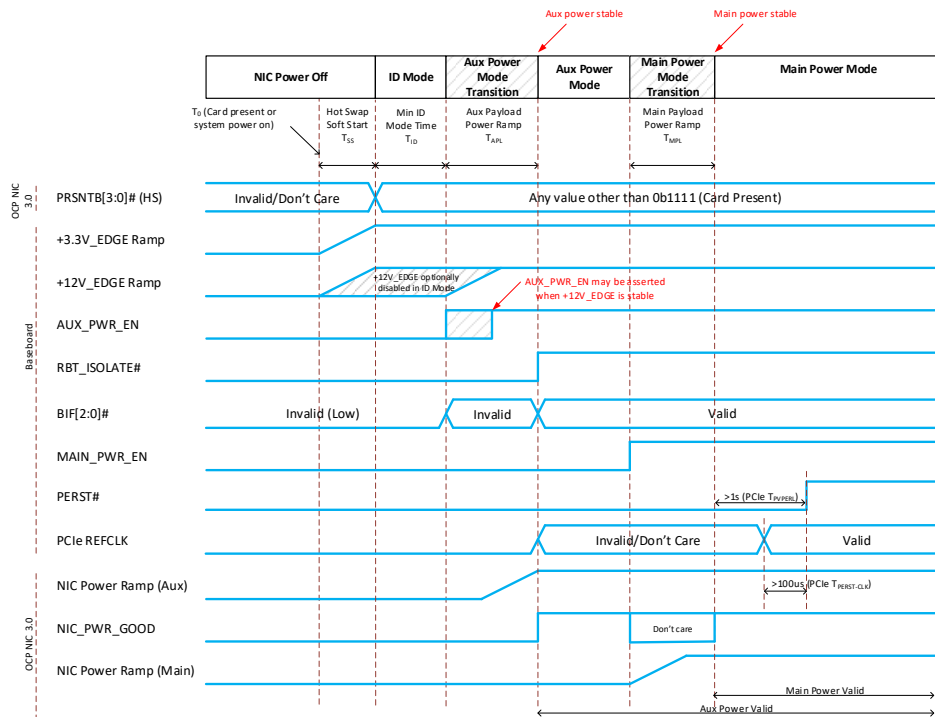 Aux power stable
Main power stable
NIC Power Off
ID Mode
Aux Power
Mode
Transition
Aux Power
Mode
Main Power
Mode
Transition
Main Power Mode
T0 (Card present or
system power on)
Hot Swap
Soft Start
TSS
Min ID
Mode Time
TID
Aux Payload
Power Ramp
TAPL
Main Payload
Power Ramp
TMPL
OCP NIC
3.0
PRSNTB[3:0]# (HS)
Invalid/Don't Care
Any value other than 0b1111 (Card Present)
Baseboard
+3.3V_EDGE Ramp
+12V_EDGE Ramp
+12V_EDGE optionally
disabled in ID Mode
AUX_PWR_EN may be asserted
when +12V_EDGE is stable
AUX_PWR_EN
RBT_ISOLATE#
BIF[2:0]#
Invalid (Low)
Invalid
Valid
MAIN_PWR_EN
PERST#
>1s (PCIe TPVPERL)
PCIe REFCLK
Invalid/Don't Care
Valid
OCP NIC 3.0
NIC Power Ramp (Aux)
>100us (PCIe TPERST-CLK)
NIC_PWR_GOOD
Don't care
NIC Power Ramp (Main)
Main Power Valid
Aux Power Valid